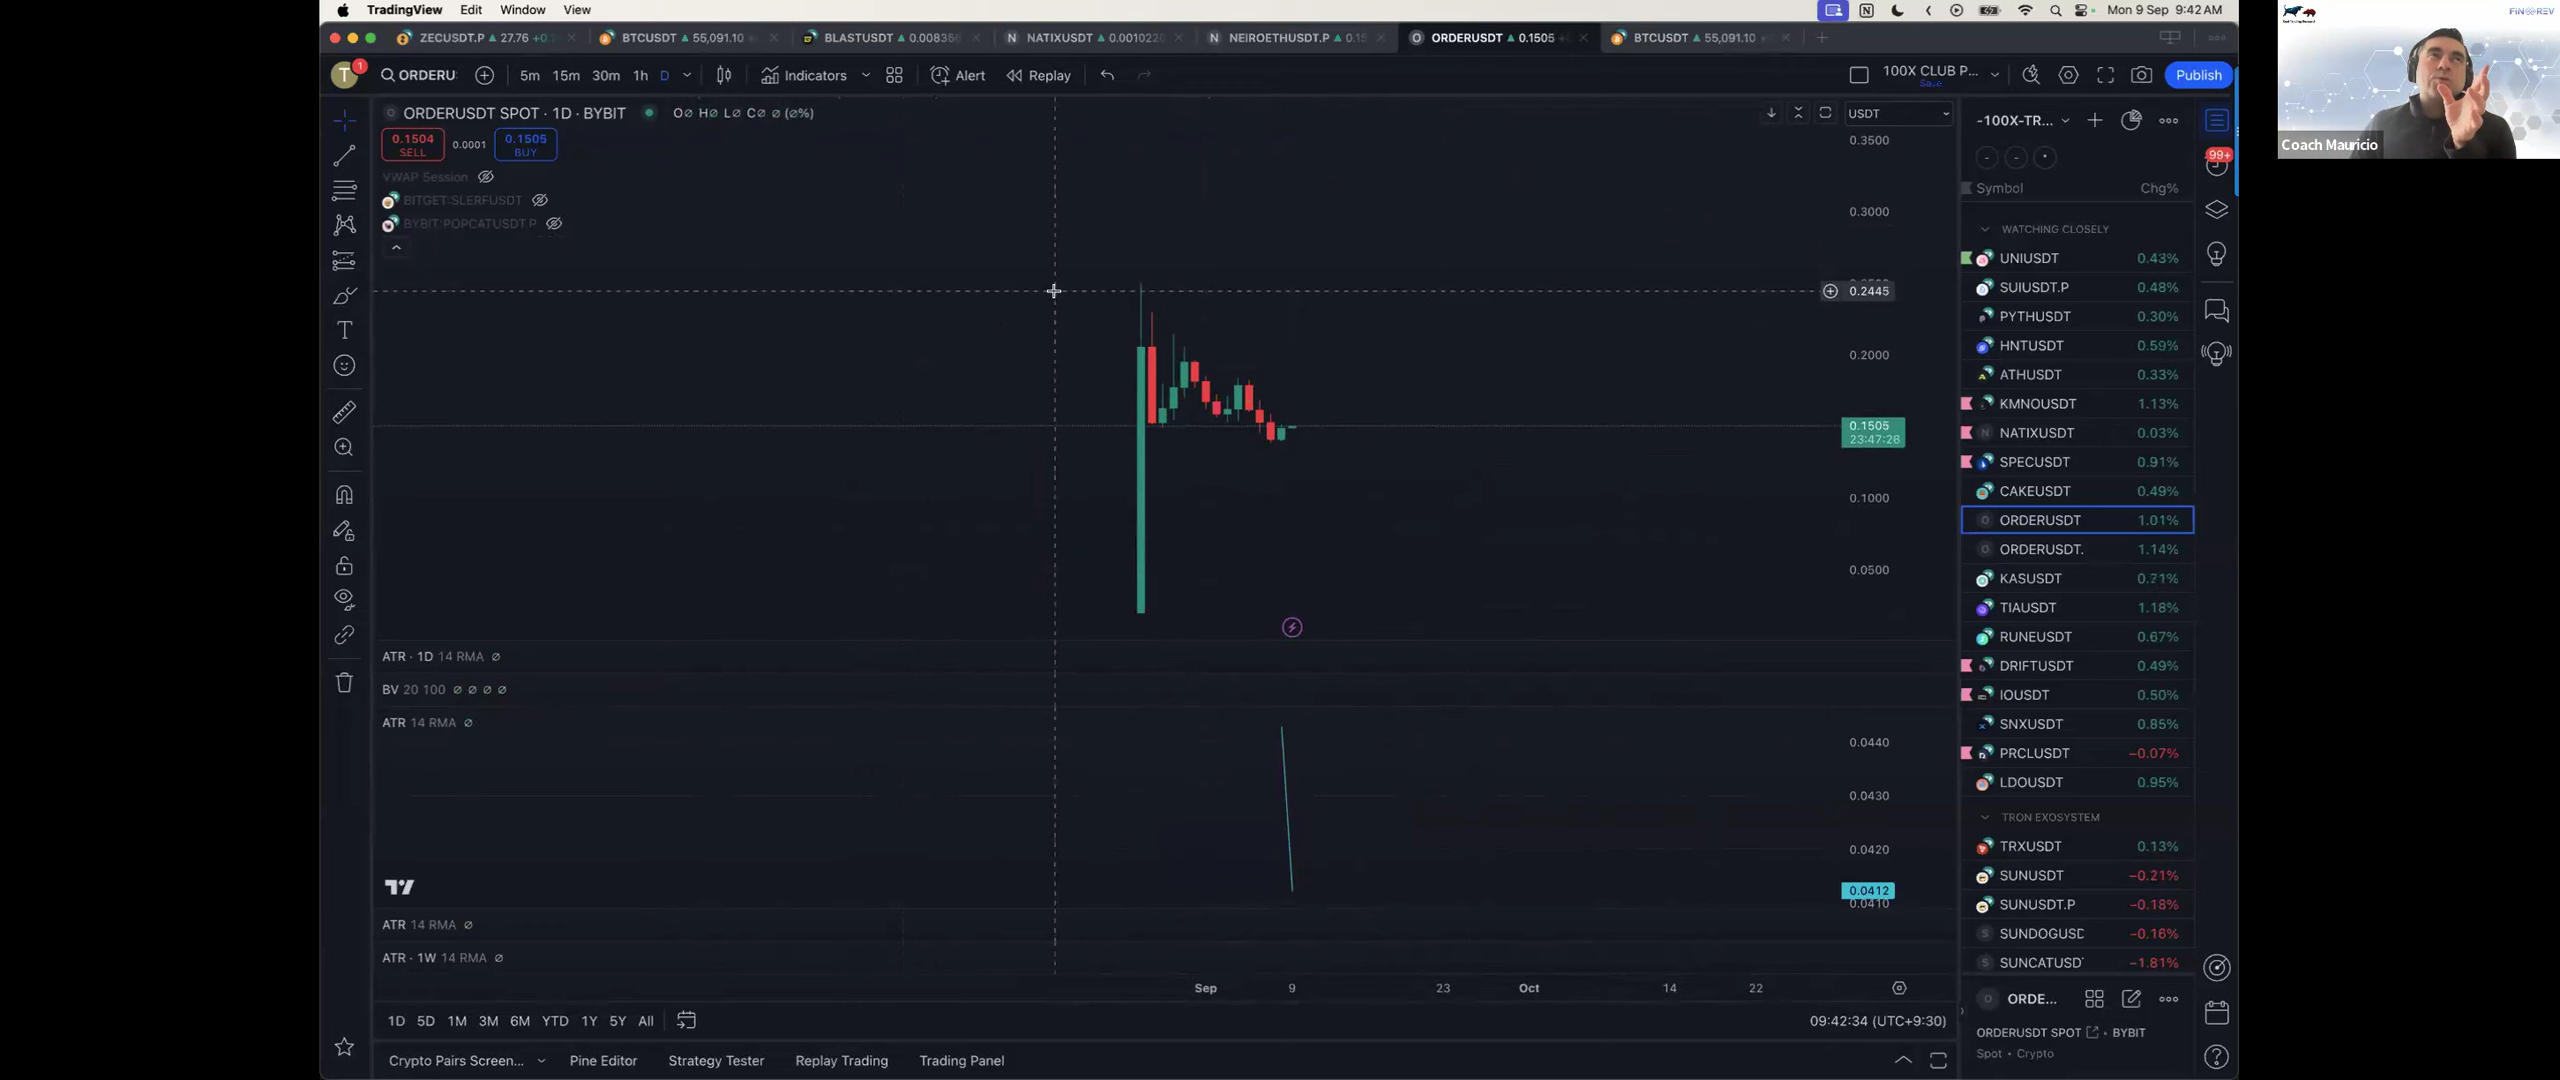 TradingView Edit Window View
Mon 9 Sep 9:42 AM
ZECUSDT.P 27.76
BTCUSDT 55,091.10
BLASTUSDT
NATIXUSDT
NEIROETHUSDT.P
ORDERUSDT 0.1505
BTCUSDT 55,091.10
T 1 ORDERU: 5m 15m 30m 1h D Indicators Alert Replay
100X CLUB P... Save Publish
ORDERUSDT SPOT · 1D · BYBIT O∅ H∅ L∅ C∅ ∅ (∅%)
USDT
0.1504 SELL 0.0001 0.1505 BUY
VWAP Session
BITGET:SLERFUSDT
BYBIT:POPCATUSDT.P
0.3500
0.3000
0.2445
0.2000
0.1505
23:47:26
0.1000
0.0500
ATR · 1D 14 RMA ∅
BV 20 100 ∅ ∅ ∅ ∅
ATR 14 RMA ∅
0.0440
0.0430
0.0420
0.0412
0.0410
ATR 14 RMA ∅
ATR · 1W 14 RMA ∅
Sep 9 23 Oct 14 22
1D 5D 1M 3M 6M YTD 1Y 5Y All
09:42:34 (UTC+9:30)
Crypto Pairs Screen... Pine Editor Strategy Tester Replay Trading Trading Panel
-100X-TR...
99+
Symbol Chg%
WATCHING CLOSELY
UNIUSDT 0.43%
SUIUSDT.P 0.48%
PYTHUSDT 0.30%
HNTUSDT 0.59%
ATHUSDT 0.33%
KMNOUSDT 1.13%
NATIXUSDT 0.03%
SPECUSDT 0.91%
CAKEUSDT 0.49%
ORDERUSDT 1.01%
ORDERUSDT. 1.14%
KASUSDT 0.71%
TIAUSDT 1.18%
RUNEUSDT 0.67%
DRIFTUSDT 0.49%
IOUSDT 0.50%
SNXUSDT 0.85%
PRCLUSDT −0.07%
LDOUSDT 0.95%
TRON EXOSYSTEM
TRXUSDT 0.13%
SUNUSDT −0.21%
SUNUSDT.P −0.18%
SUNDOGUSD −0.16%
SUNCATUSD −1.81%
ORDE...
ORDERUSDT SPOT · BYBIT
Spot · Crypto
Coach Mauricio